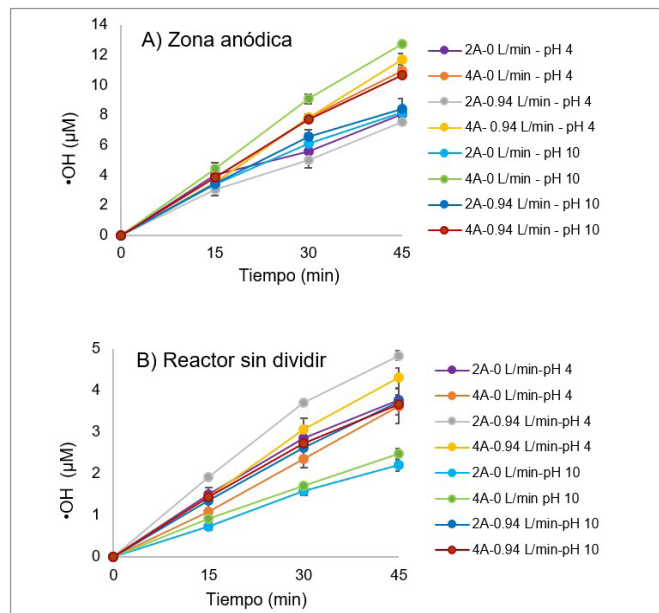 A) Zona anódica
•OH (µM)
14
12
10
8
6
4
2
0
0 15 30 45
Tiempo (min)
2A-0 L/min - pH 4
4A-0 L/min - pH 4
2A-0.94 L/min - pH 4
4A- 0.94 L/min - pH 4
2A-0 L/min - pH 10
4A-0 L/min - pH 10
2A-0.94 L/min - pH 10
4A-0.94 L/min - pH 10
B) Reactor sin dividir
•OH (µM)
5
4
3
2
1
0
0 15 30 45
Tiempo (min)
2A-0 L/min-pH 4
4A-0 L/min-pH 4
2A-0.94 L/min-pH 4
4A-0.94 L/min-pH 4
2A-0 L/min-pH 10
4A-0 L/min pH 10
2A-0.94 L/min-pH 10
4A-0.94 L/min-pH 10